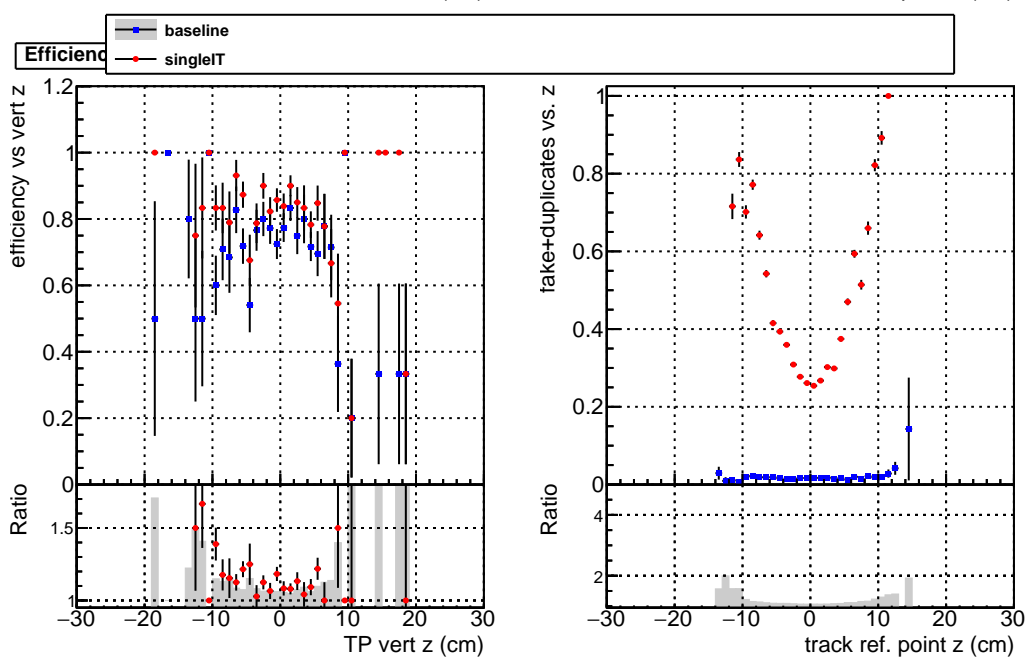 baseline
singleIT
Efficienc
efficiency vs vert z
1.2
1
0.8
0.6
0.4
0.2
0
Ratio
1.5
1
−30 −20 −10 0 10 20 30
TP vert z (cm)
fake+duplicates vs. z
1
0.8
0.6
0.4
0.2
0
Ratio
4
2
−30 −20 −10 0 10 20 30
track ref. point z (cm)